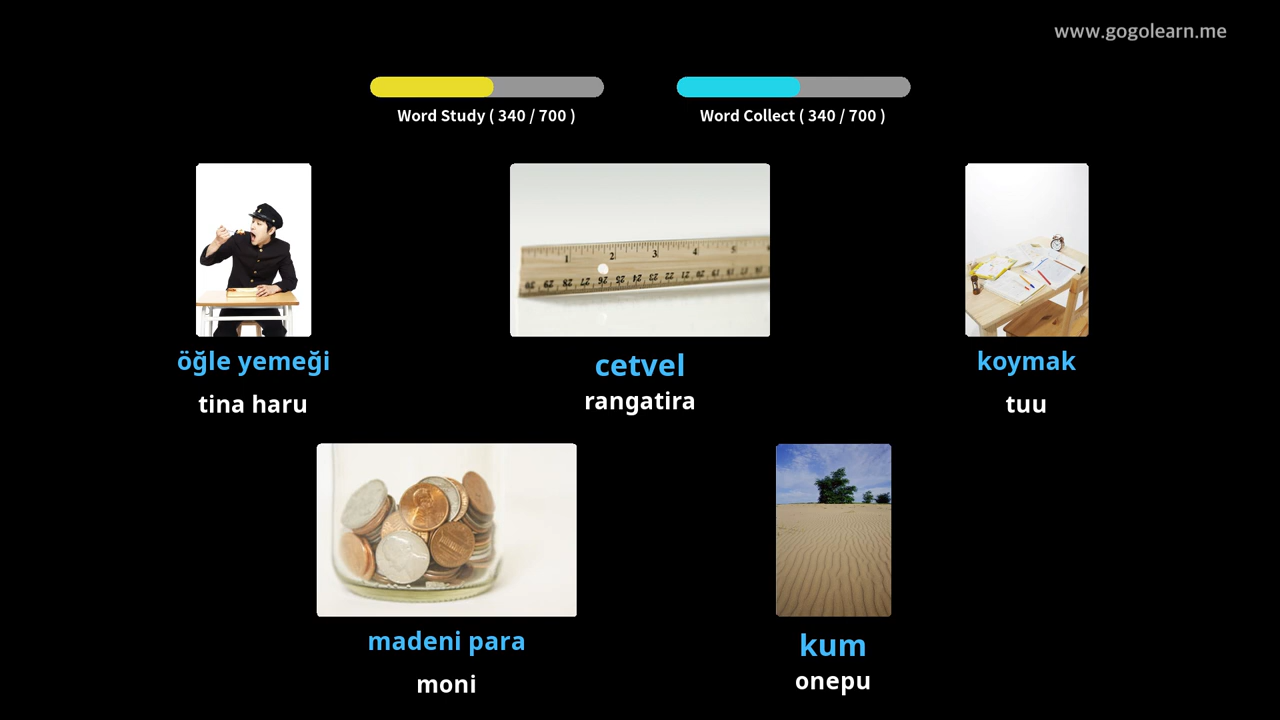 www.gogolearn.me
Word Study ( 340 / 700 )
Word Collect ( 340 / 700 )
öğle yemeği
tina haru
cetvel
rangatira
koymak
tuu
madeni para
moni
kum
onepu